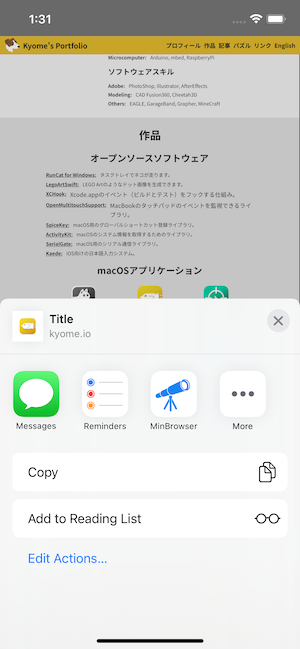 1:31
Kyome's Portfolio プロフィール 作品 記事 パズル リンク English
Microcomputer: Arduino, mbed, RaspberryPi
ソフトウェアスキル
Adobe: PhotoShop, Illustrator, AfterEffects
Modeling: CAD Fusion360, Cheetah3D
Others: EAGLE, GarageBand, Grapher, MineCraft
作品
オープンソースソフトウェア
RunCat for Windows: タスクトレイでネコが走ります。
LegoArtSwift: LEGO Artのようなドット画像を生成できます。
XCHook: Xcode.appのイベント（ビルドとテスト）をフックする仕組み。
OpenMultitouchSupport: MacBookのタッチパッドのイベントを監視できるライ
ブラリ。
SpiceKey: macOS用のグローバルショートカット登録ライブラリ。
ActivityKit: macOSのシステム情報を取得するためのライブラリ。
SerialGate: macOS用のシリアル通信ライブラリ。
Kaede: iOS向けの日本語入力システム。
macOSアプリケーション
Title
kyome.io
Messages Reminders MinBrowser More
Copy
Add to Reading List
Edit Actions...